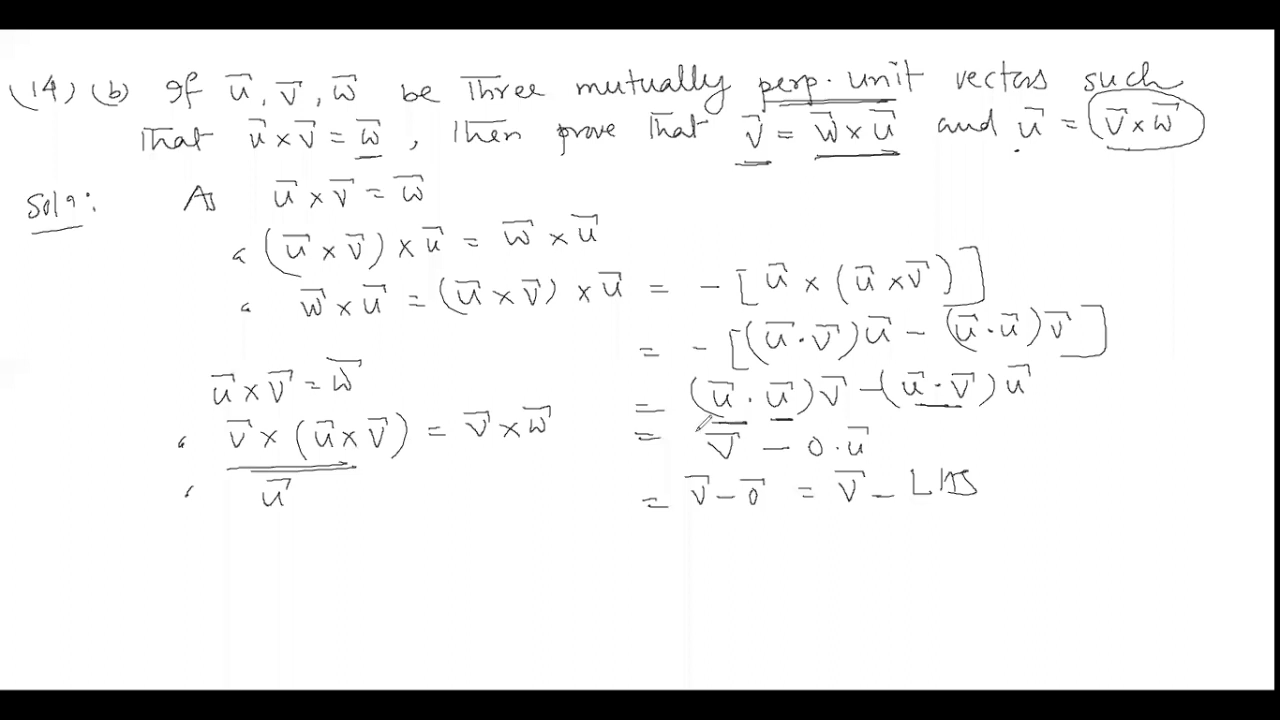 (14) (b) If u⃗, v⃗, w⃗ be three mutually perp. unit vectors such
that u⃗ × v⃗ = w⃗, then prove that v⃗ = w⃗ × u⃗ and u⃗ = v⃗ × w⃗
Soln: As u⃗ × v⃗ = w⃗
(u⃗ × v⃗) × u⃗ = w⃗ × u⃗
w⃗ × u⃗ = (u⃗ × v⃗) × u⃗ = - [u⃗ × (u⃗ × v⃗)]
= - [(u⃗ · v⃗) u⃗ - (u⃗ · u⃗) v⃗]
= (u⃗ · u⃗) v⃗ - (u⃗ · v⃗) u⃗
= v⃗ - 0 · u⃗
= v⃗ - 0⃗ = v⃗ - LHS
u⃗ × v⃗ = w⃗
v⃗ × (u⃗ × v⃗) = v⃗ × w⃗
u⃗